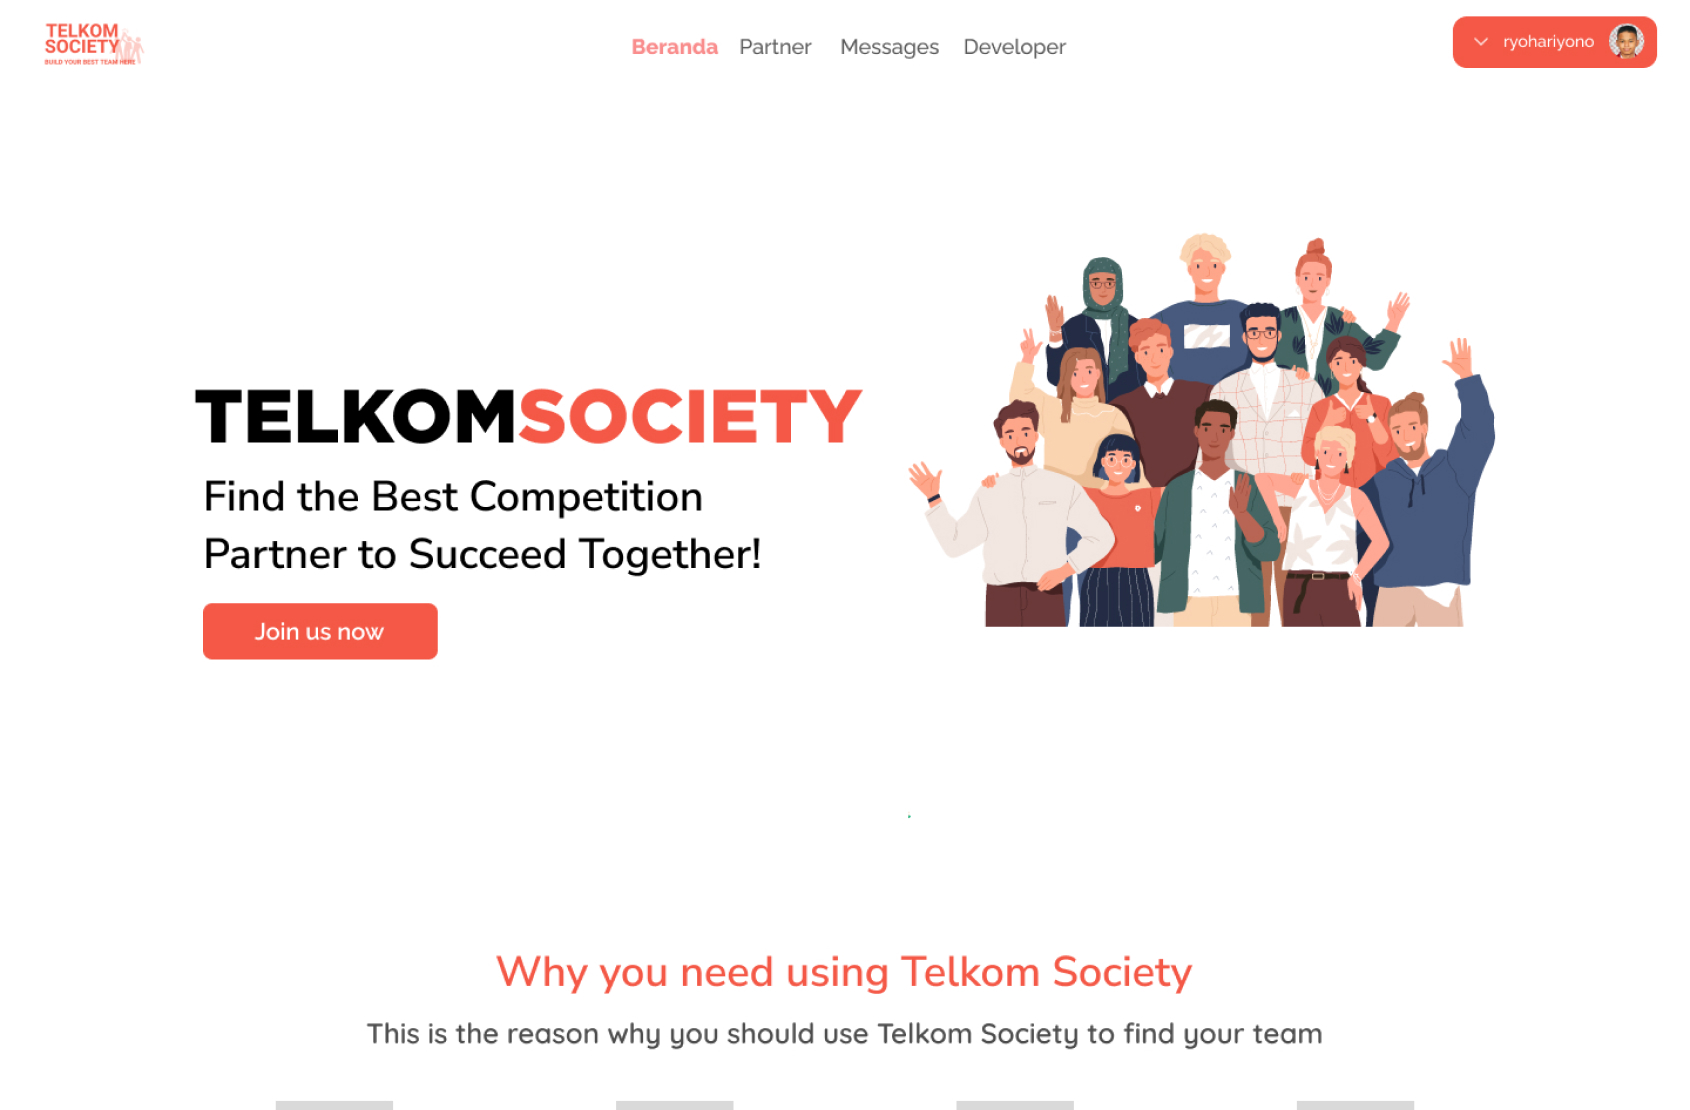 TELKOM
SOCIETY
BUILD YOUR BEST TEAM HERE
Beranda Partner Messages Developer
ryohariyono
TELKOMSOCIETY
Find the Best Competition
Partner to Succeed Together!
Join us now
Why you need using Telkom Society
This is the reason why you should use Telkom Society to find your team